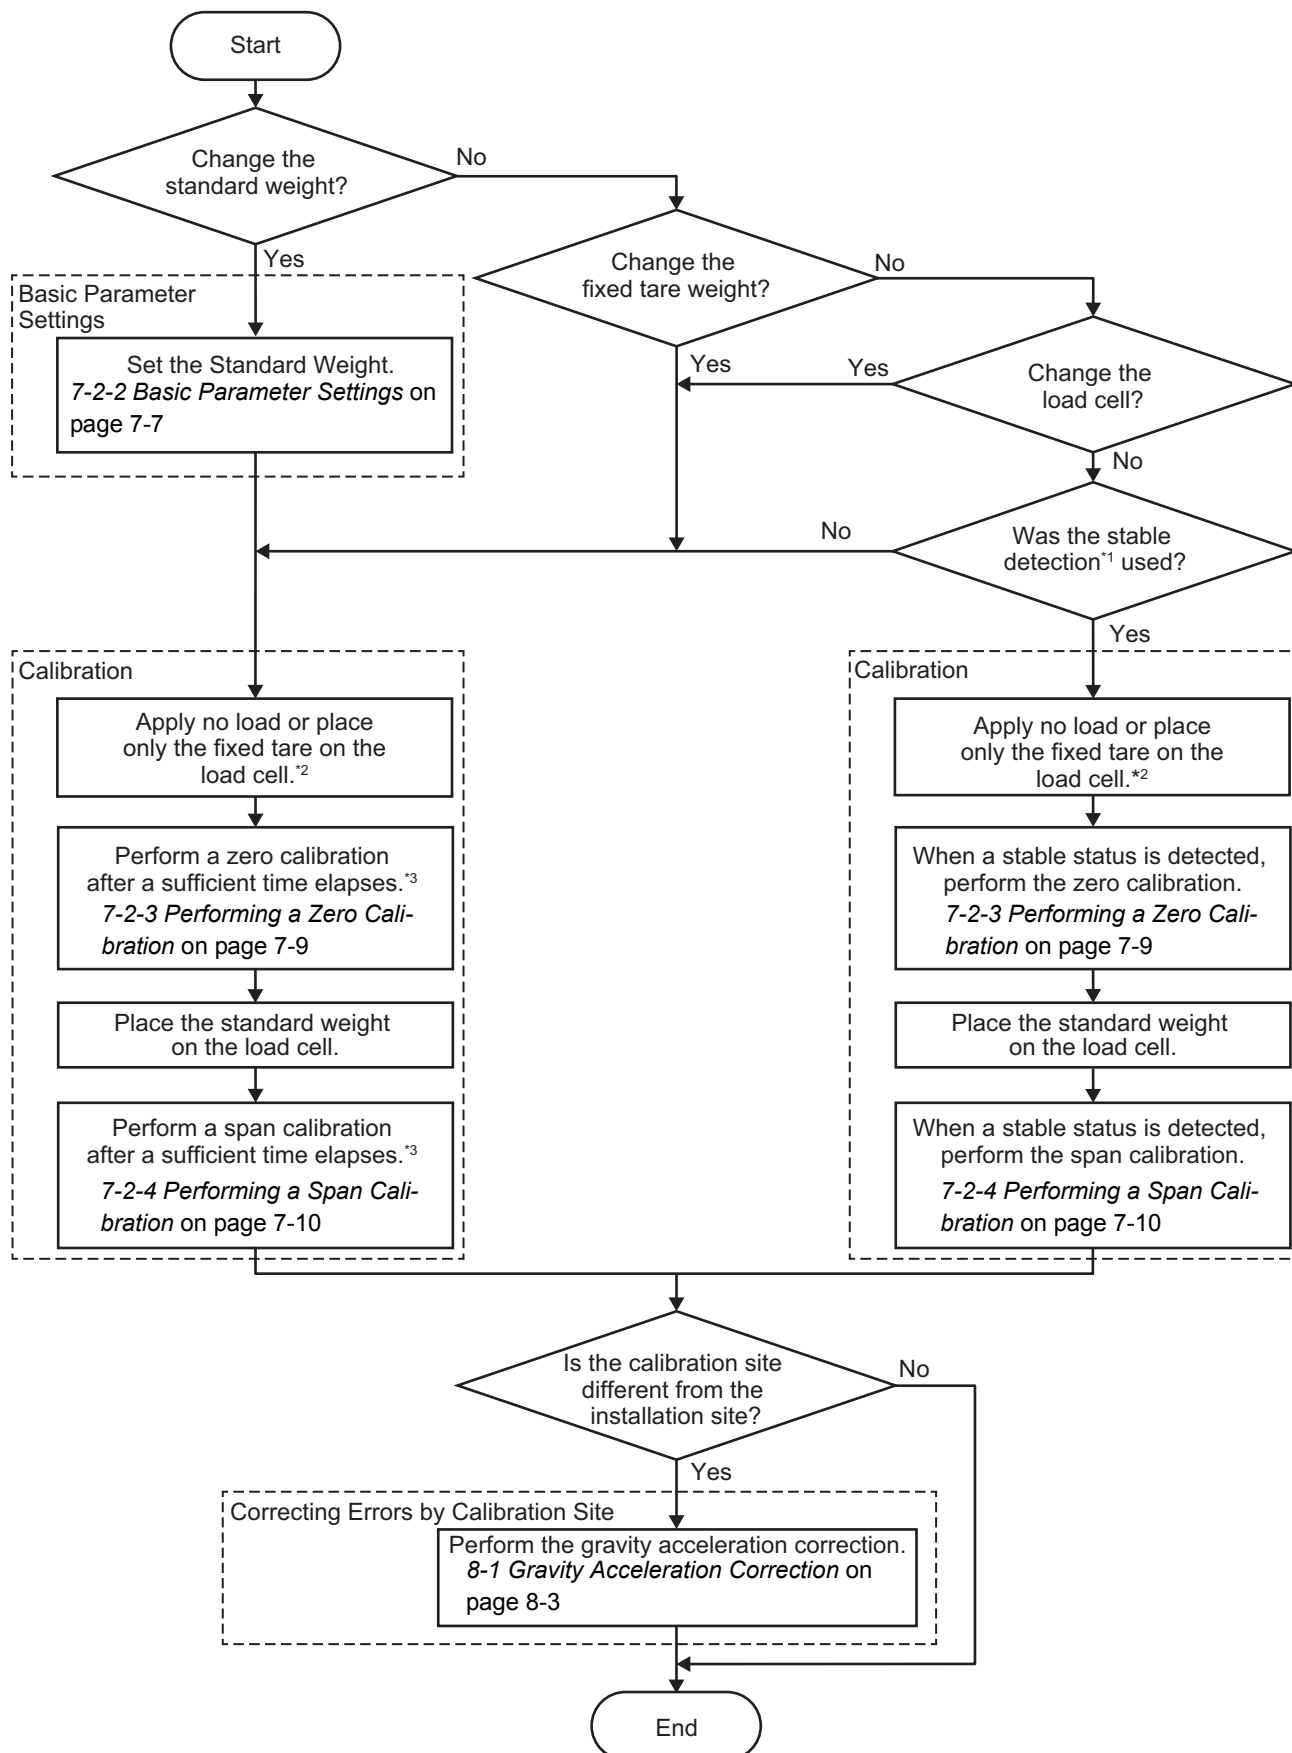 Start
Change the
standard weight?
No
Yes
Change the
fixed tare weight?
No
Yes
Basic Parameter
Settings
Set the Standard Weight.
7-2-2 Basic Parameter Settings on
page 7-7
Change the
load cell?
Yes
No
Was the stable
detection*1 used?
No
Yes
Calibration
Apply no load or place
only the fixed tare on the
load cell.*2
Perform a zero calibration
after a sufficient time elapses.*3
7-2-3 Performing a Zero Cali-
bration on page 7-9
Place the standard weight
on the load cell.
Perform a span calibration
after a sufficient time elapses.*3
7-2-4 Performing a Span Cali-
bration on page 7-10
Calibration
Apply no load or place
only the fixed tare on the
load cell.*2
When a stable status is detected,
perform the zero calibration.
7-2-3 Performing a Zero Cali-
bration on page 7-9
Place the standard weight
on the load cell.
When a stable status is detected,
perform the span calibration.
7-2-4 Performing a Span Cali-
bration on page 7-10
Is the calibration site
different from the
installation site?
No
Yes
Correcting Errors by Calibration Site
Perform the gravity acceleration correction.
8-1 Gravity Acceleration Correction on
page 8-3
End